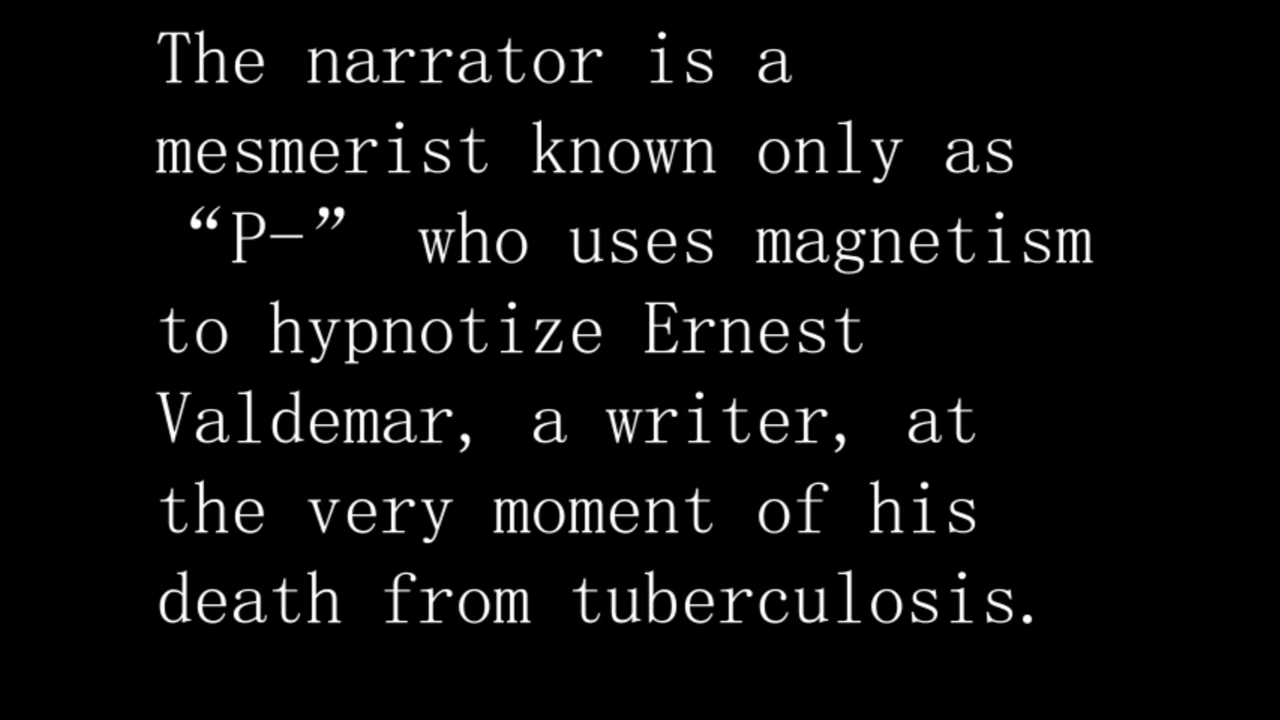 The narrator is a
mesmerist known only as
“P-” who uses magnetism
to hypnotize Ernest
Valdemar, a writer, at
the very moment of his
death from tuberculosis.